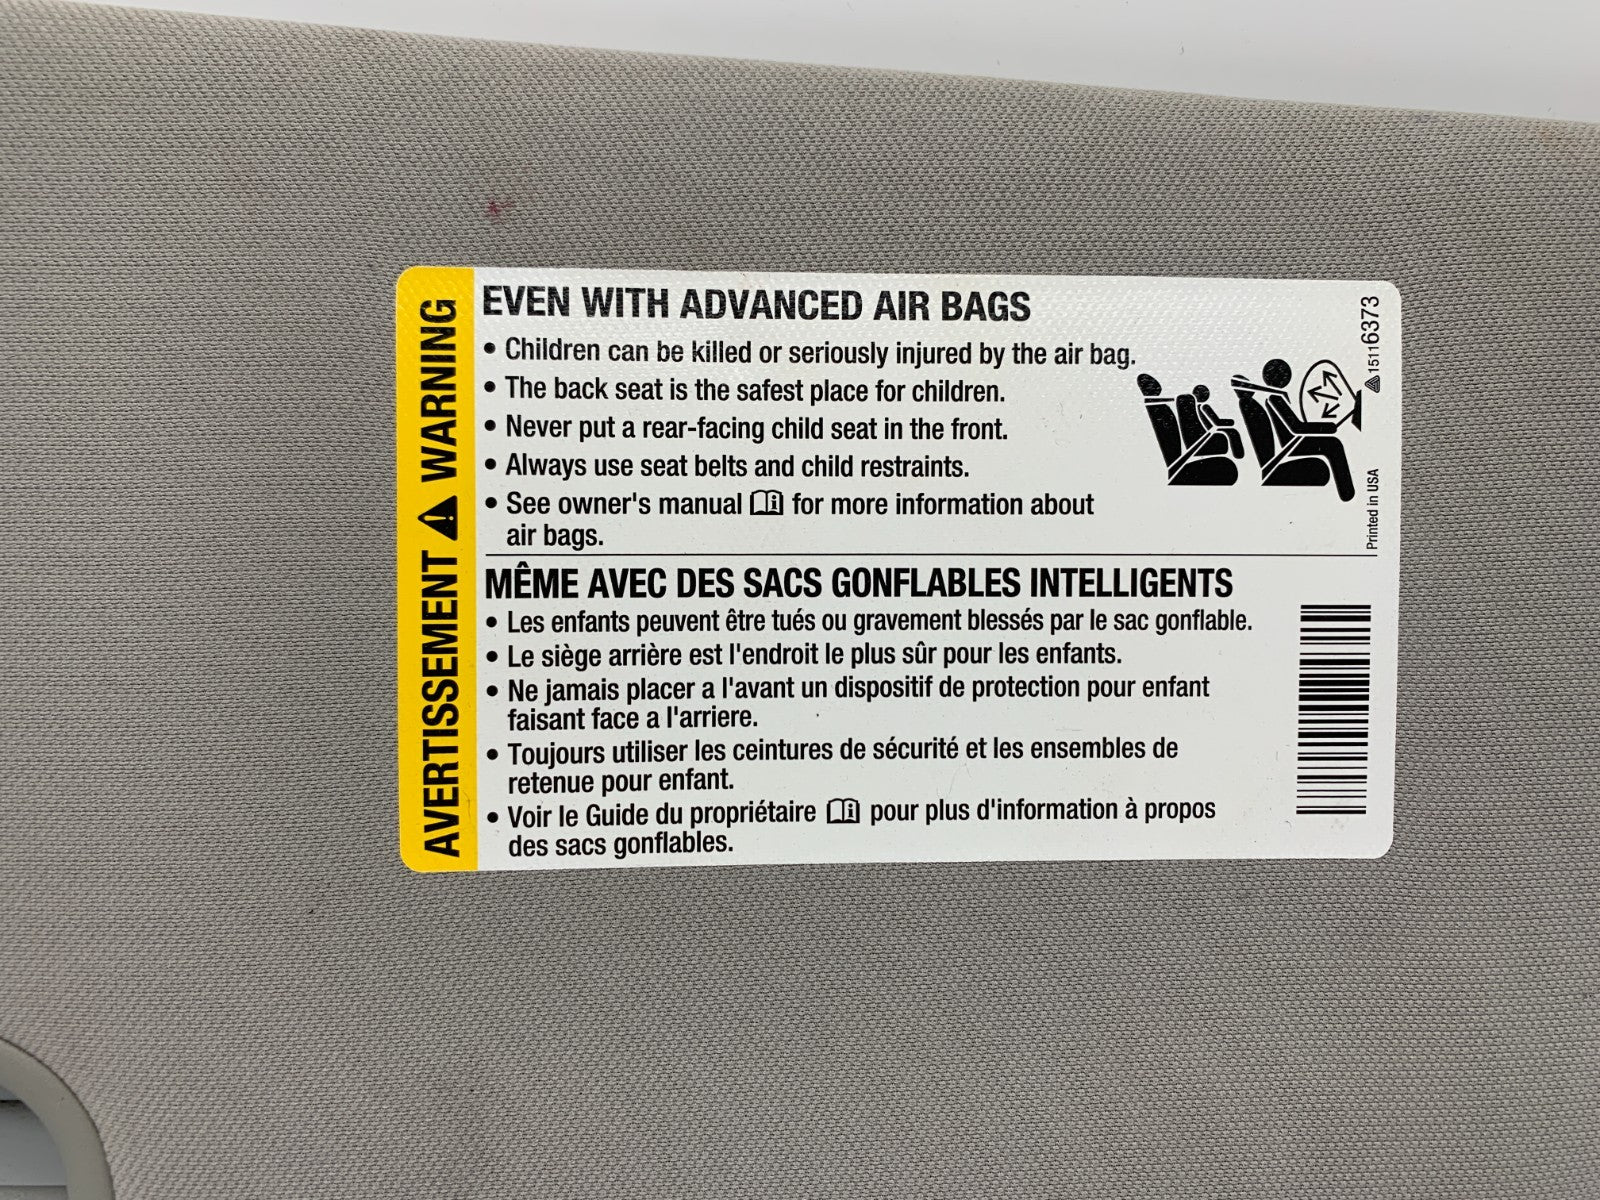 AVERTISSEMENT ⚠ WARNING
EVEN WITH ADVANCED AIR BAGS
• Children can be killed or seriously injured by the air bag.
• The back seat is the safest place for children.
• Never put a rear-facing child seat in the front.
• Always use seat belts and child restraints.
• See owner's manual for more information about
air bags.
15116373
Printed in USA
MÊME AVEC DES SACS GONFLABLES INTELLIGENTS
• Les enfants peuvent être tués ou gravement blessés par le sac gonflable.
• Le siège arrière est l'endroit le plus sûr pour les enfants.
• Ne jamais placer a l'avant un dispositif de protection pour enfant
faisant face a l'arriere.
• Toujours utiliser les ceintures de sécurité et les ensembles de
retenue pour enfant.
• Voir le Guide du propriétaire pour plus d'information à propos
des sacs gonflables.